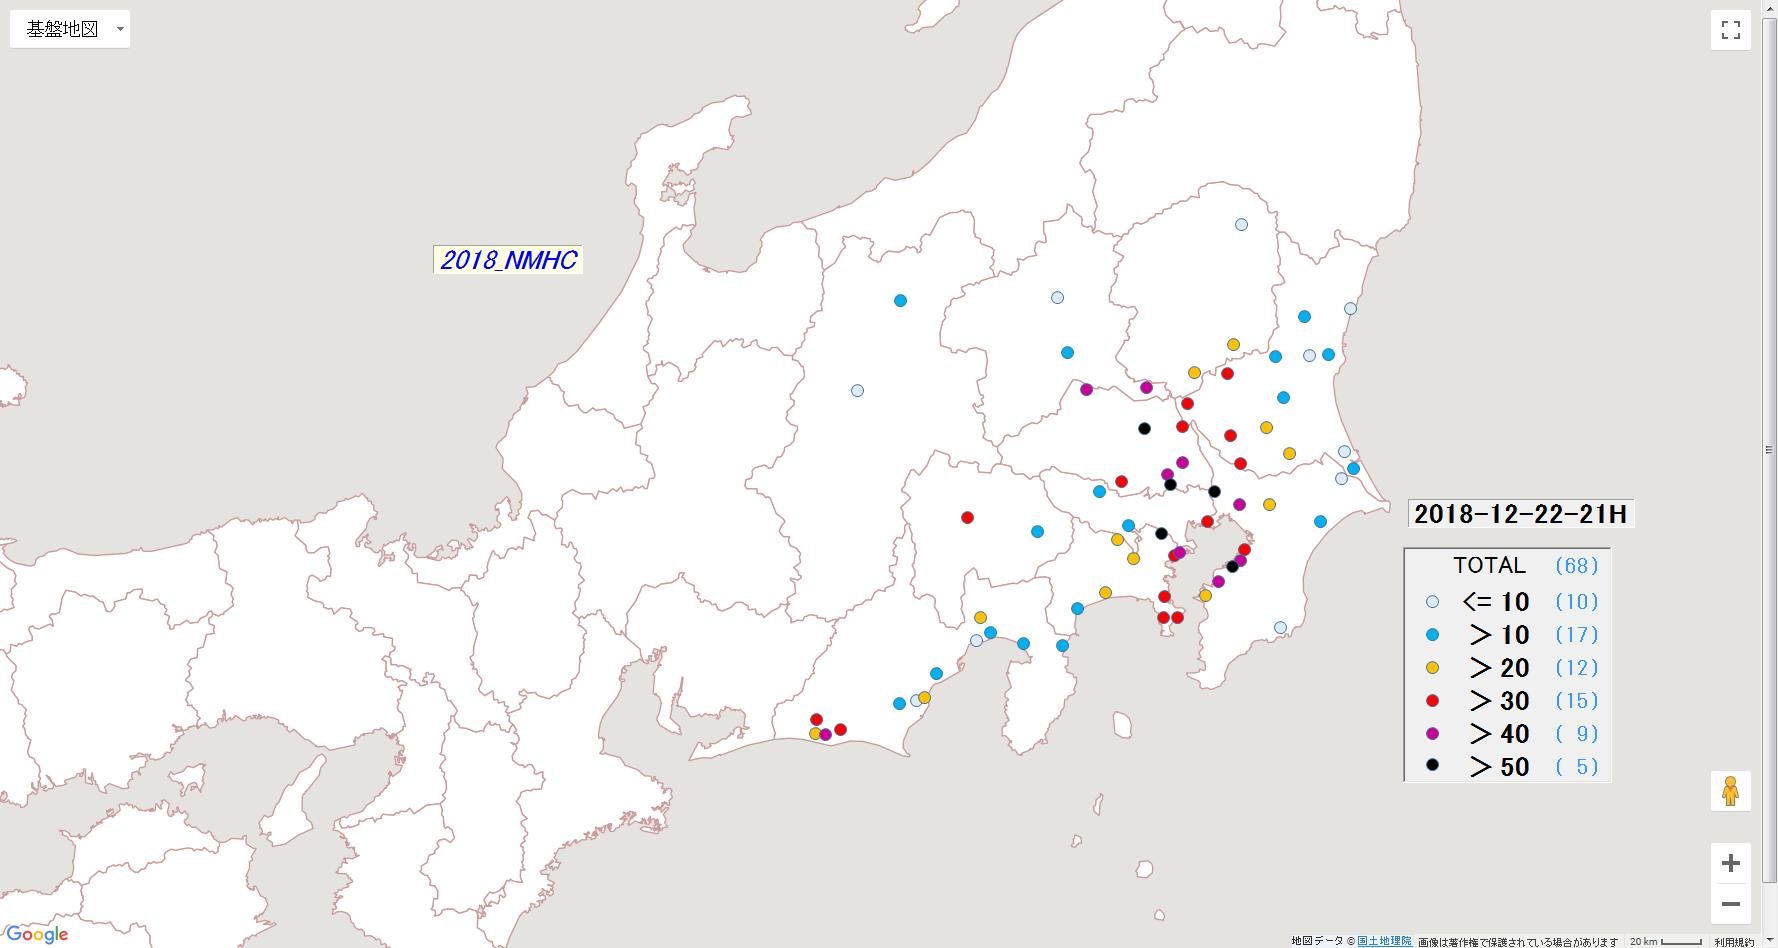 基盤地図
2018_NMHC
2018-12-22-21H
TOTAL (68)
<= 10 (10)
> 10 (17)
> 20 (12)
> 30 (15)
> 40 ( 9)
> 50 ( 5)
Google
地図データ © 国土地理院 画像は著作権で保護されている場合があります 20 km 利用規約